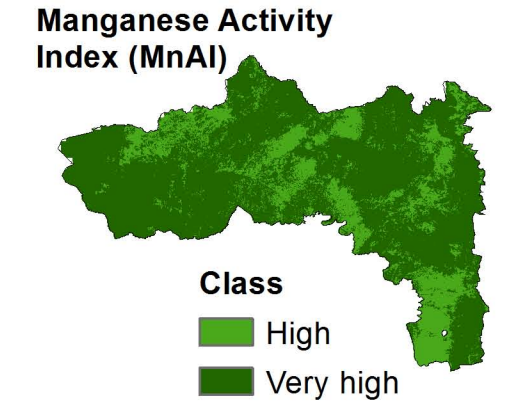 Manganese Activity
Index (MnAI)
Class
High
Very high